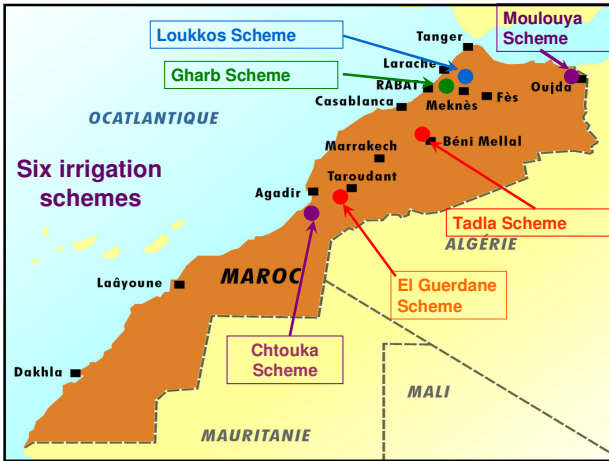 Loukkos Scheme
Tanger
Moulouya
Scheme
Gharb Scheme
Larache
RABAT
Oujda
Casablanca
Meknès
Fès
OCATLANTIQUE
Béni Mellal
Marrakech
Six irrigation
schemes
Taroudant
Agadir
Tadla Scheme
ALGÉRIE
MAROC
El Guerdane
Scheme
Laâyoune
Chtouka
Scheme
Dakhla
MALI
MAURITANIE